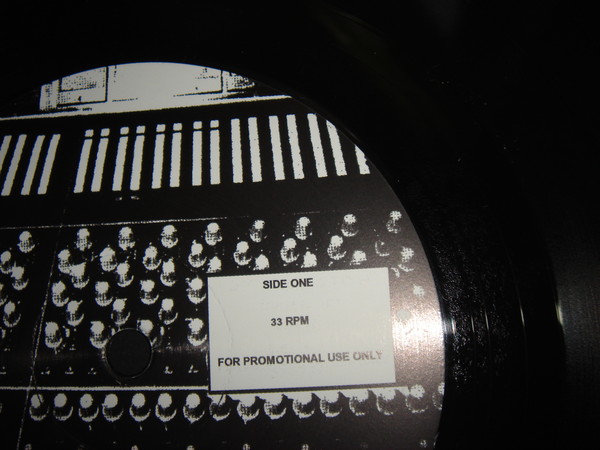 SIDE ONE
33 RPM
FOR PROMOTIONAL USE ONLY